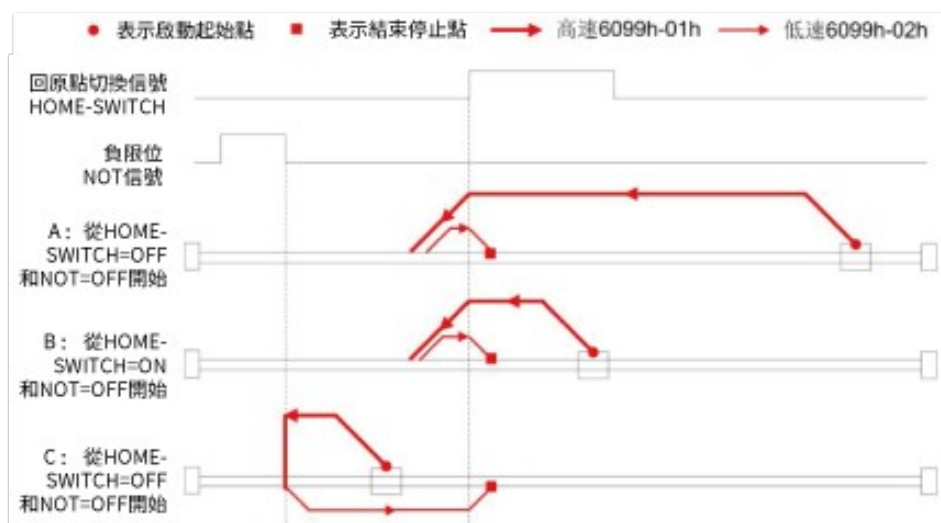 表示啟動起始點 表示結束停止點 高速6099h-01h 低速6099h-02h
回原點切換信號
HOME-SWITCH
負限位
NOT信號
A：從HOME-
SWITCH=OFF
和NOT=OFF開始
B：從HOME-
SWITCH=ON
和NOT=OFF開始
C：從HOME-
SWITCH=OFF
和NOT=OFF開始